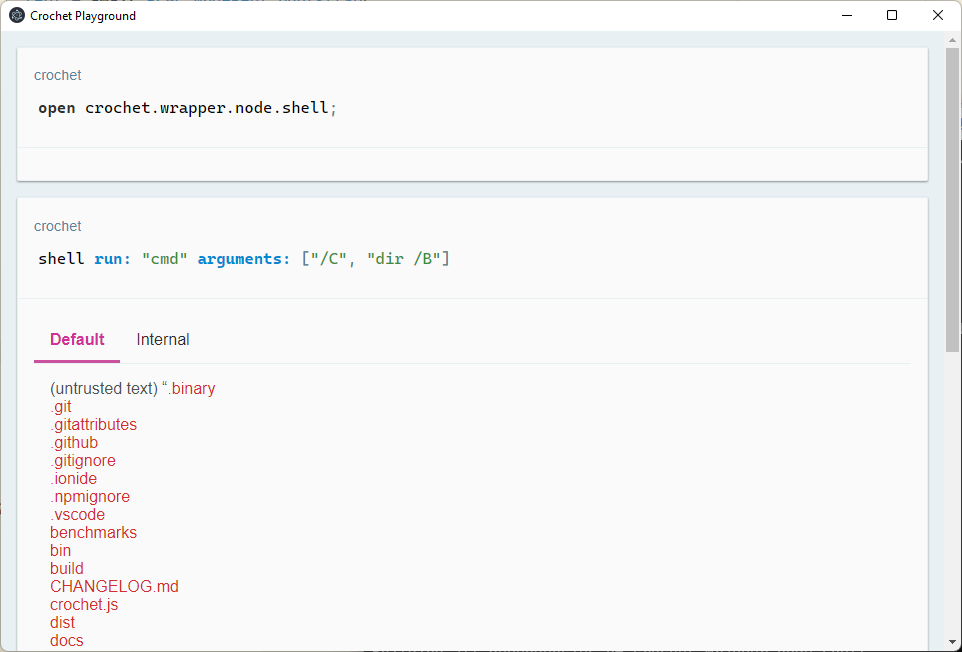 Crochet Playground
crochet
open crochet.wrapper.node.shell;
crochet
shell run: "cmd" arguments: ["/C", "dir /B"]
Default Internal
(untrusted text) “.binary
.git
.gitattributes
.github
.gitignore
.ionide
.npmignore
.vscode
benchmarks
bin
build
CHANGELOG.md
crochet.js
dist
docs